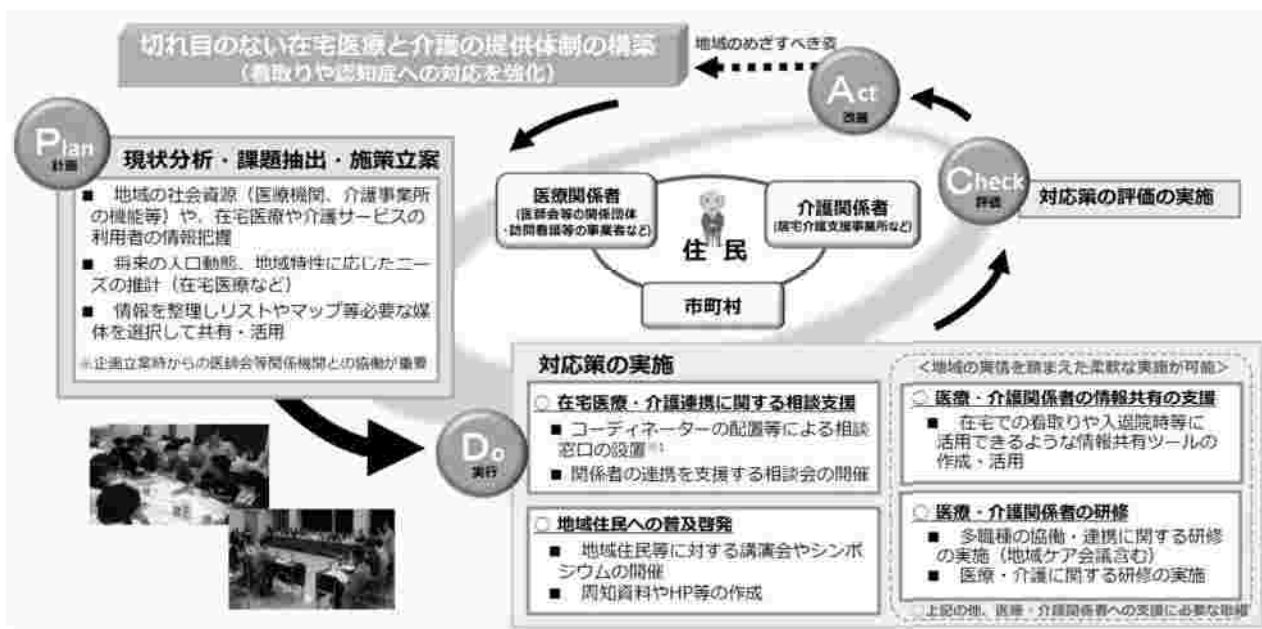 切れ目のない在宅医療と介護の提供体制の構築
(看取りや認知症への対応を強化)
地域のめざすべき姿
Act
改善
Plan
計画
現状分析・課題抽出・施策立案
■ 地域の社会資源（医療機関、介護事業所
の機能等）や、在宅医療や介護サービスの
利用者の情報把握
■ 将来の人口動態、地域特性に応じたニー
ズの推計（在宅医療など）
■ 情報を整理しリストやマップ等必要な媒
体を選択して共有・活用
※企画立案時からの医師会等関係機関との協働が重要
医療関係者
(医師会等の関係団体
・訪問看護等の事業者など)
介護関係者
(居宅介護支援事業所など)
住 民
市町村
Check
評価
対応策の評価の実施
Do
実行
対応策の実施
○ 在宅医療・介護連携に関する相談支援
■ コーディネーターの配置等による相談
窓口の設置※1
■ 関係者の連携を支援する相談会の開催
○ 地域住民への普及啓発
■ 地域住民等に対する講演会やシンポ
ジウムの開催
■ 周知資料やHP等の作成
＜地域の実情を踏まえた柔軟な実施が可能＞
○ 医療・介護関係者の情報共有の支援
■ 在宅での看取りや入退院時等に
活用できるような情報共有ツールの
作成・活用
○ 医療・介護関係者の研修
■ 多職種の協働・連携に関する研修
の実施（地域ケア会議含む）
■ 医療・介護に関する研修の実施
○上記の他、医療・介護関係者への支援に必要な取組